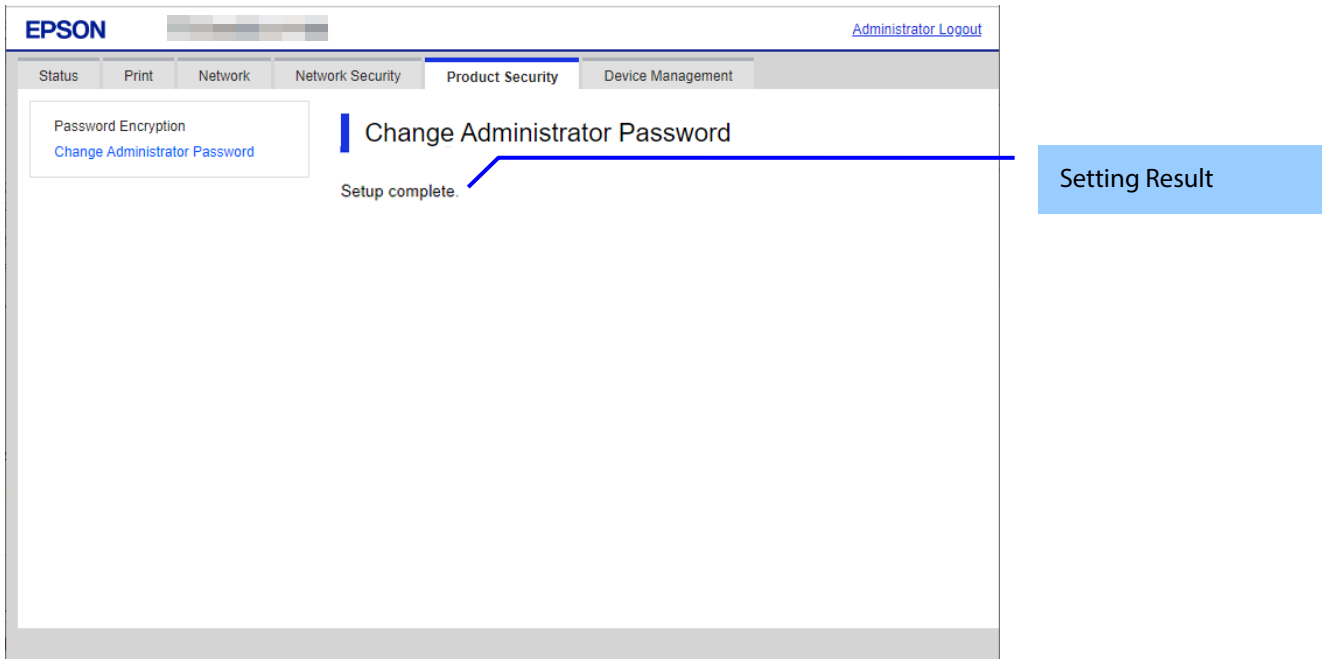 EPSON
Administrator Logout
Status Print Network Network Security Product Security Device Management
Password Encryption
Change Administrator Password
Change Administrator Password
Setup complete.
Setting Result